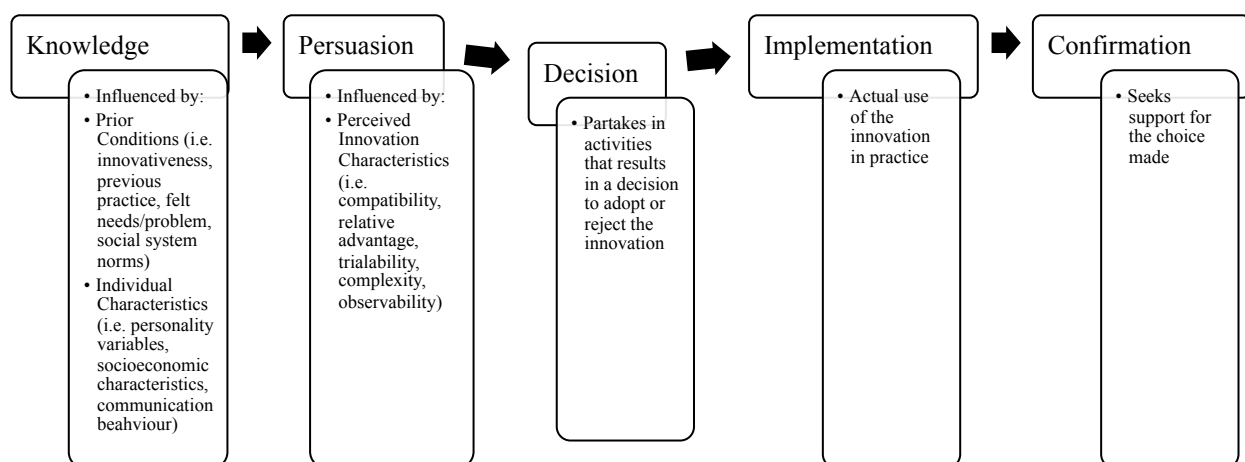 Knowledge
• Influenced by:
• Prior
Conditions (i.e.
innovativeness,
previous
practice, felt
needs/problem,
social system
norms)
• Individual
Characteristics
(i.e. personality
variables,
socioeconomic
characteristics,
communication
beahviour)
Persuasion
• Influenced by:
• Perceived
Innovation
Characteristics
(i.e.
compatibility,
relative
advantage,
trialability,
complexity,
observability)
Decision
• Partakes in
activities
that results
in a decision
to adopt or
reject the
innovation
Implementation
• Actual use
of the
innovation
in practice
Confirmation
• Seeks
support for
the choice
made